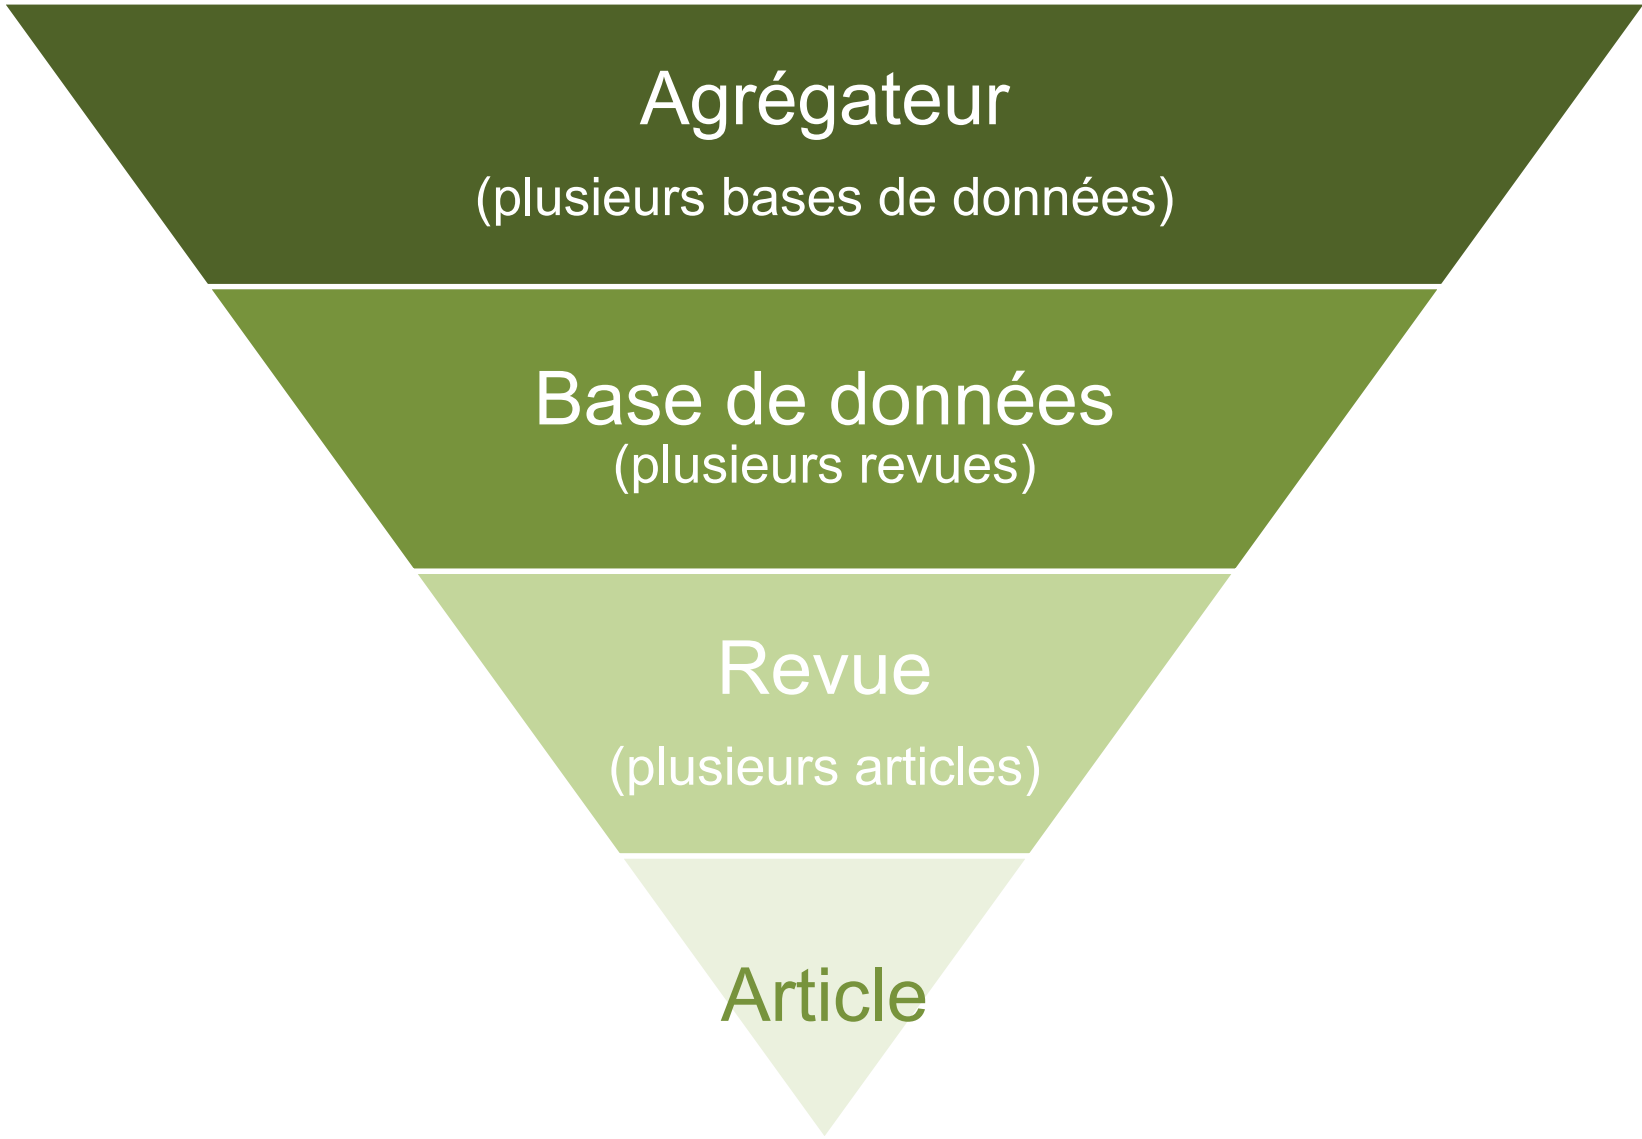 Agrégateur
(plusieurs bases de données)
Base de données
(plusieurs revues)
Revue
(plusieurs articles)
Article